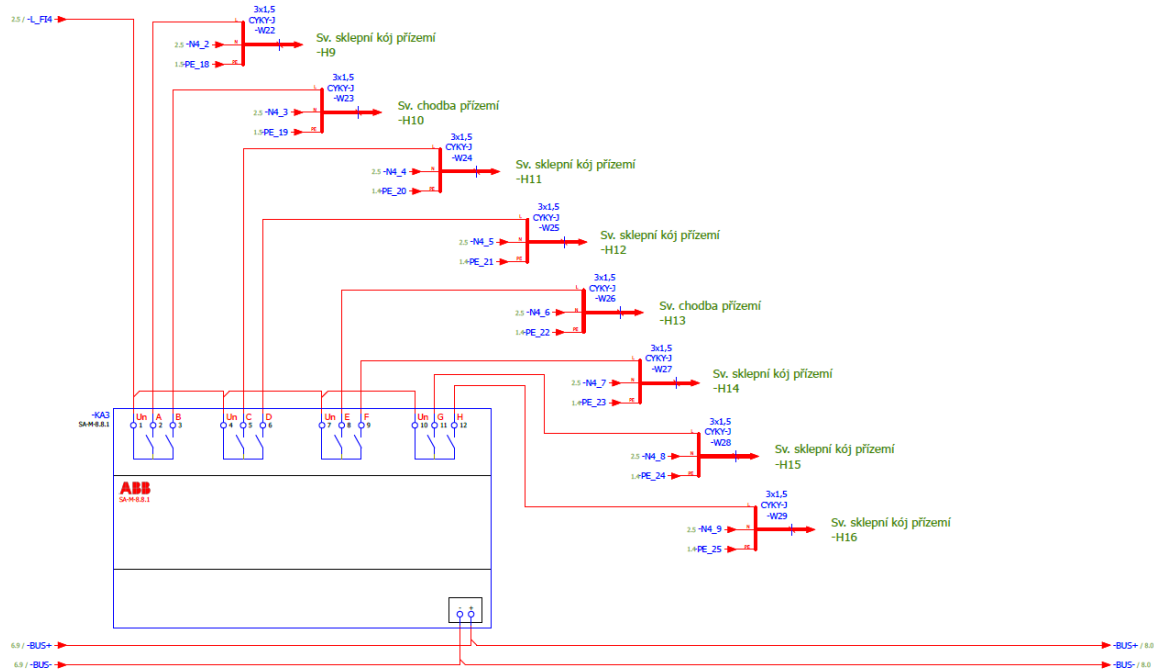 2.5 / -L_FI4
3x1,5
CYKY-J
-W22
L
2.5 -N4_2
N
1.5 -PE_18
PE
Sv. sklepní kój přízemí
-H9
3x1,5
CYKY-J
-W23
L
2.5 -N4_3
N
1.5 -PE_19
PE
Sv. chodba přízemí
-H10
3x1,5
CYKY-J
-W24
L
2.5 -N4_4
N
1.4 -PE_20
PE
Sv. sklepní kój přízemí
-H11
3x1,5
CYKY-J
-W25
L
2.5 -N4_5
N
1.4 -PE_21
PE
Sv. sklepní kój přízemí
-H12
3x1,5
CYKY-J
-W26
L
2.5 -N4_6
N
1.4 -PE_22
PE
Sv. chodba přízemí
-H13
3x1,5
CYKY-J
-W27
L
2.5 -N4_7
N
1.4 -PE_23
PE
Sv. sklepní kój přízemí
-H14
3x1,5
CYKY-J
-W28
L
2.5 -N4_8
N
1.4 -PE_24
PE
Sv. sklepní kój přízemí
-H15
3x1,5
CYKY-J
-W29
L
2.5 -N4_9
N
1.4 -PE_25
PE
Sv. sklepní kój přízemí
-H16
-KA3
SA-M-8.8.1
Un A B Un C D Un E F Un G H
1 2 3 4 5 6 7 8 9 10 11 12
ABB
SA-M-8.8.1
- +
6.9 / -BUS+
-BUS+ / 8.0
6.9 / -BUS-
-BUS- / 8.0